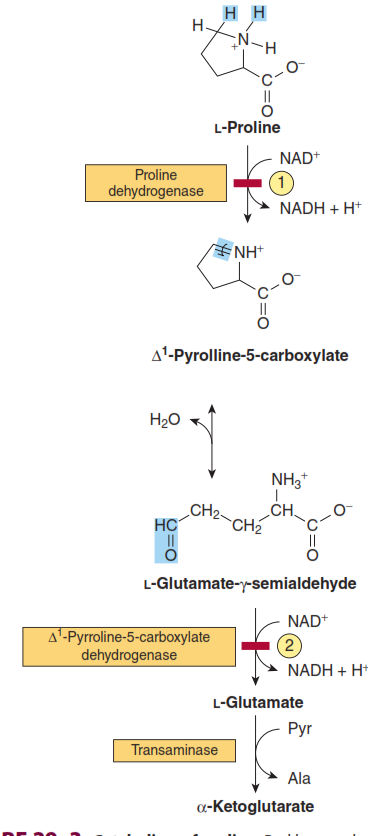 H H
H
N
+
H
O⁻
C
O
L-Proline
NAD⁺
Proline
dehydrogenase
1
NADH + H⁺
NH⁺
O⁻
C
O
Δ¹-Pyrolline-5-carboxylate
H₂O
NH₃⁺
CH₂ CH O⁻
HC CH₂ C
O O
L-Glutamate-γ-semialdehyde
NAD⁺
Δ¹-Pyrroline-5-carboxylate
dehydrogenase
2
NADH + H⁺
L-Glutamate
Pyr
Transaminase
Ala
α-Ketoglutarate